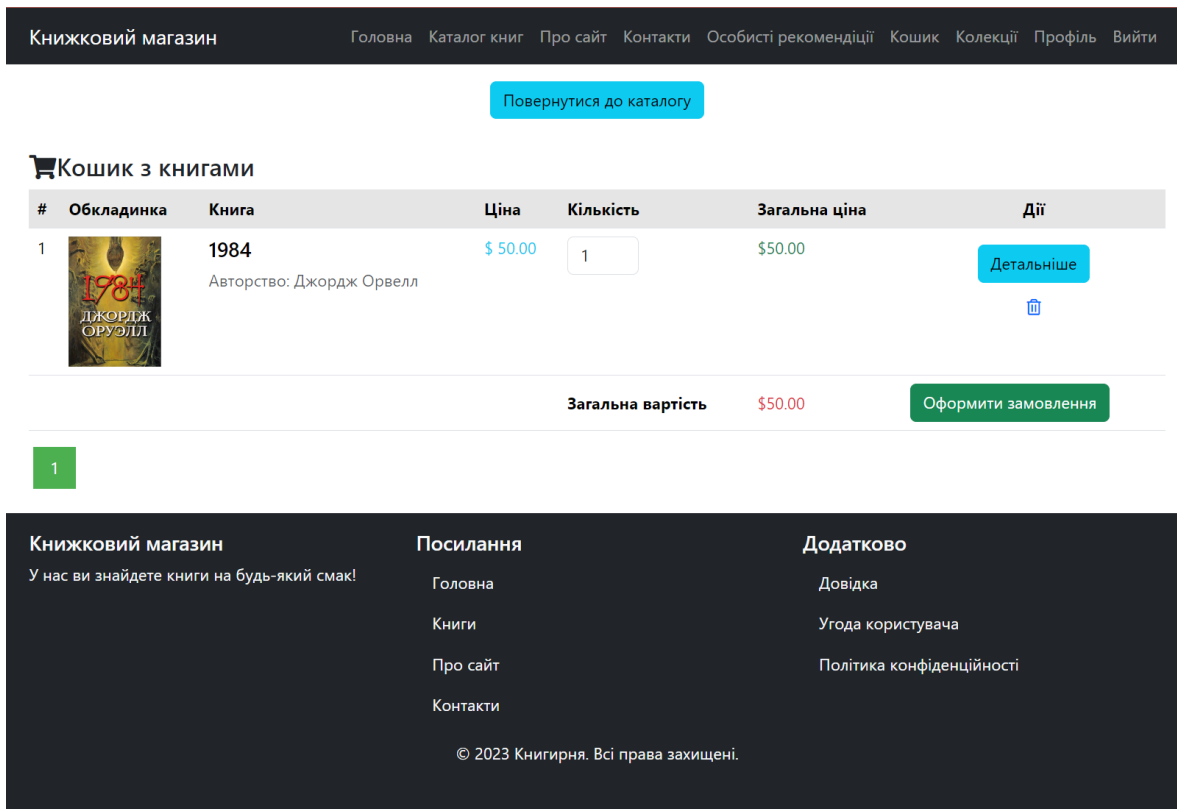 Книжковий магазин Головна Каталог книг Про сайт Контакти Особисті рекомендіції Кошик Колекції Профіль Вийти
Повернутися до каталогу
Кошик з книгами
# Обкладинка Книга Ціна Кількість Загальна ціна Дії
1 1984 $ 50.00 1 $50.00 Детальніше
Авторство: Джордж Орвелл
1984
ДЖОРДЖ
ОРУЭЛЛ
Загальна вартість $50.00 Оформити замовлення
1
Книжковий магазин Посилання Додатково
У нас ви знайдете книги на будь-який смак!
Головна Довідка
Книги Угода користувача
Про сайт Політика конфіденційності
Контакти
© 2023 Книгирня. Всі права захищені.